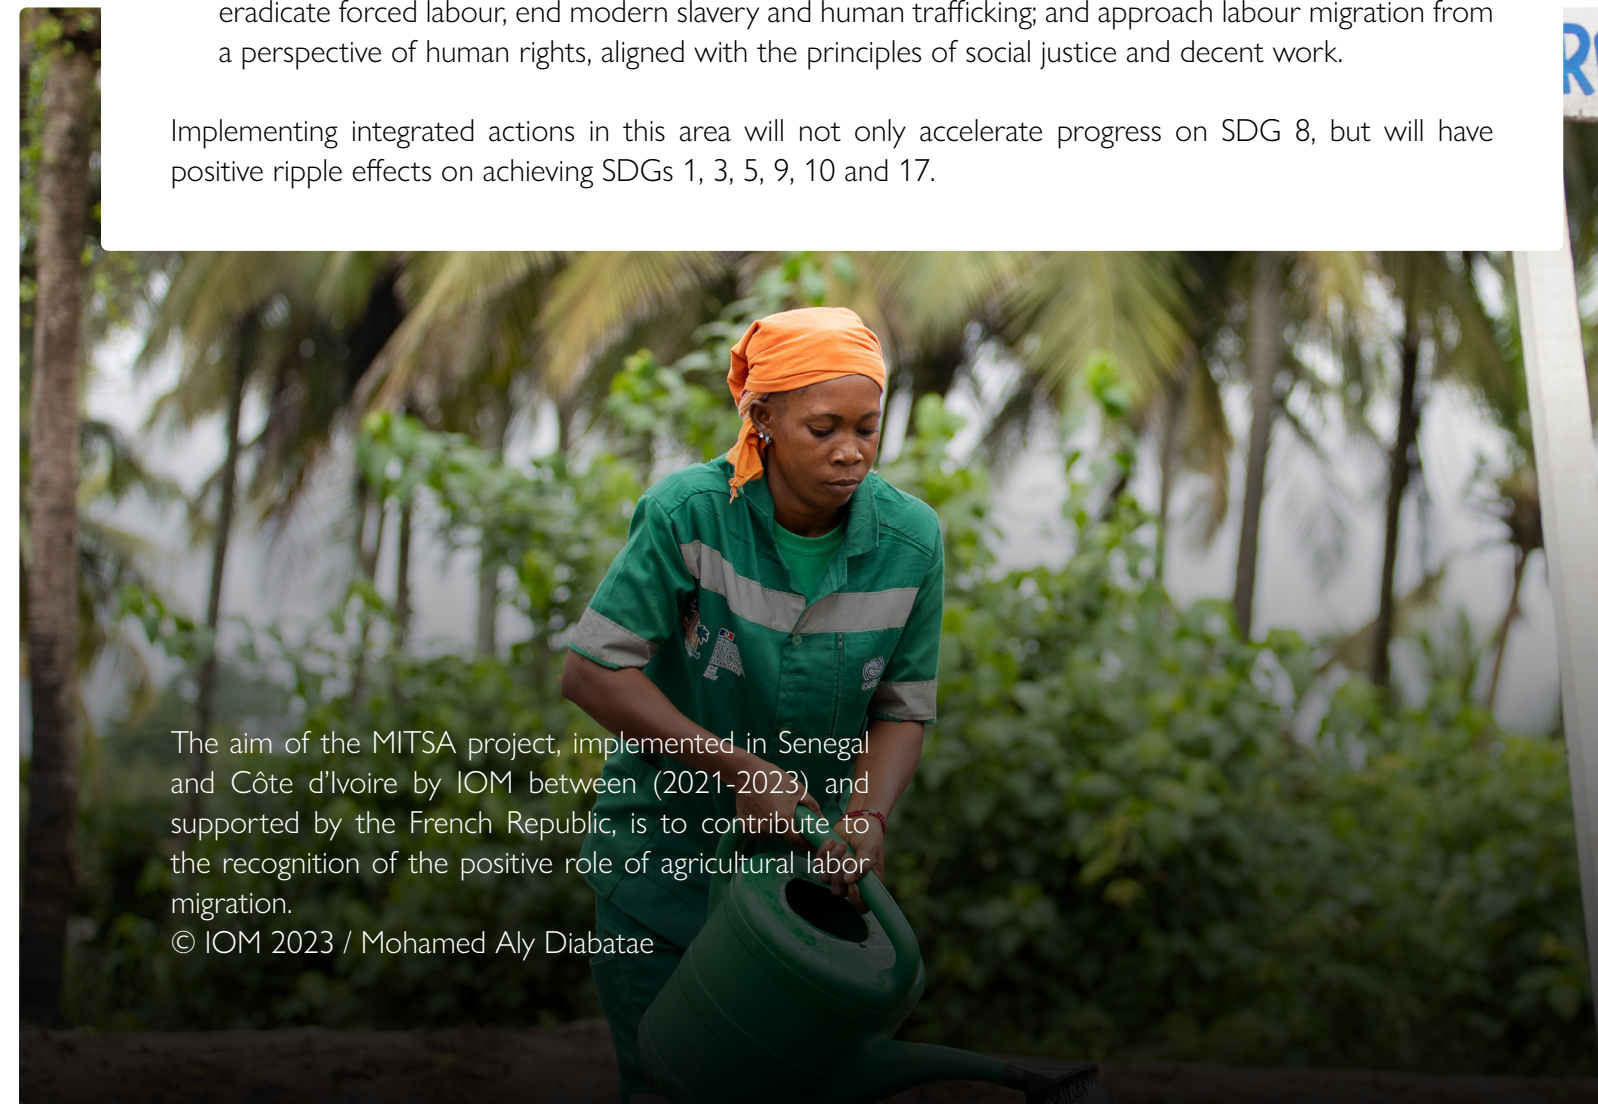 eradicate forced labour, end modern slavery and human trafficking; and approach labour migration from
a perspective of human rights, aligned with the principles of social justice and decent work.
Implementing integrated actions in this area will not only accelerate progress on SDG 8, but will have
positive ripple effects on achieving SDGs 1, 3, 5, 9, 10 and 17.
The aim of the MITSA project, implemented in Senegal
and Côte d’Ivoire by IOM between (2021-2023) and
supported by the French Republic, is to contribute to
the recognition of the positive role of agricultural labor
migration.
© IOM 2023 / Mohamed Aly Diabatae